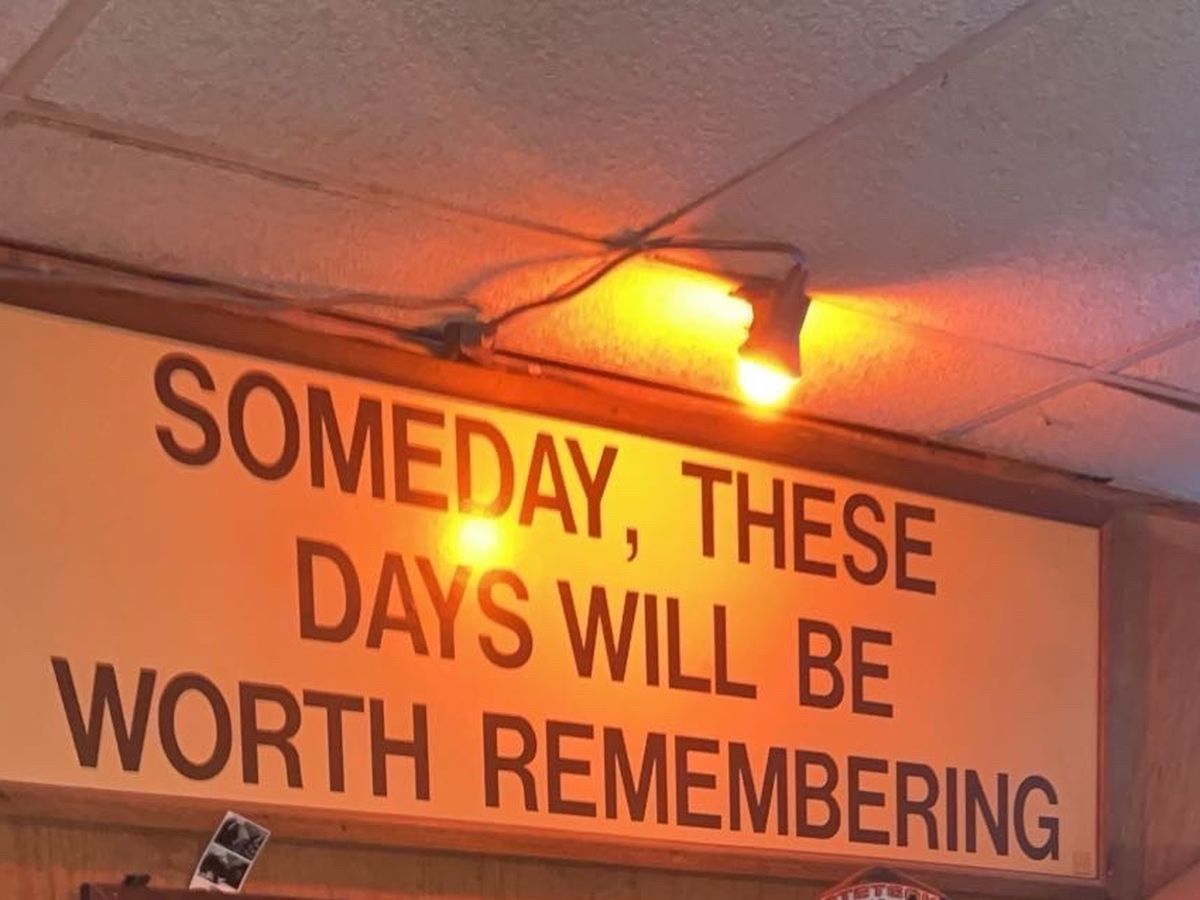 SOMEDAY, THESE
DAYS WILL BE
WORTH REMEMBERING